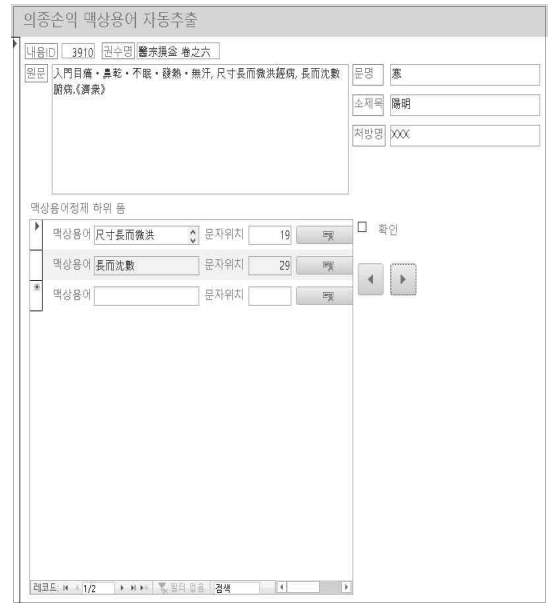 의종손익 맥상용어 자동추출
내용ID 3910 권수명 醫宗損益 卷之六
원문 入門目痛·鼻乾·不眠·發熱·無汗, 尺寸長而微洪經病, 長而沈數
腑病.《濟衆》
문명 寒
소제목 陽明
처방명 XXX
맥상용어정제 하위 폼
맥상용어 尺寸長而微洪 문자위치 19
확인
맥상용어 長而沈數 문자위치 29
맥상용어 문자위치
레코드: 1/2 필터 없음 검색